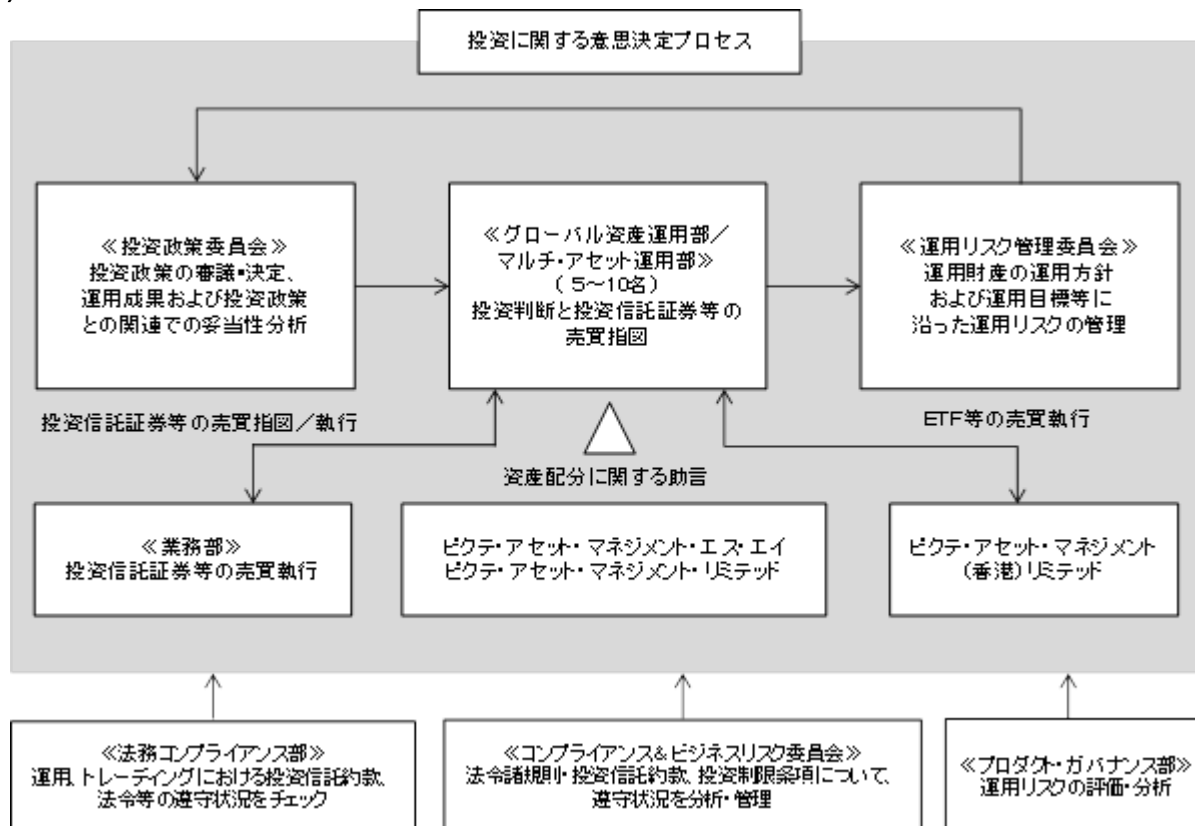 投資に関する意思決定プロセス
≪投資政策委員会≫
投資政策の審議・決定、
運用成果および投資政策
との関連での妥当性分析
≪グローバル資産運用部／
マルチ・アセット運用部≫
（５～10名）
投資判断と投資信託証券等の
売買指図
≪運用リスク管理委員会≫
運用財産の運用方針
および運用目標等に
沿った運用リスクの管理
投資信託証券等の売買指図／執行
ETF等の売買執行
資産配分に関する助言
≪業務部≫
投資信託証券等の売買執行
ピクテ・アセット・マネジメント・エス・エイ
ピクテ・アセット・マネジメント・リミテッド
ピクテ・アセット・マネジメント
（香港）リミテッド
≪法務コンプライアンス部≫
運用、トレーディングにおける投資信託約款、
法令等の遵守状況をチェック
≪コンプライアンス&ビジネスリスク委員会≫
法令諸規則・投資信託約款、投資制限条項について、
遵守状況を分析・管理
≪プロダクト・ガバナンス部≫
運用リスクの評価・分析